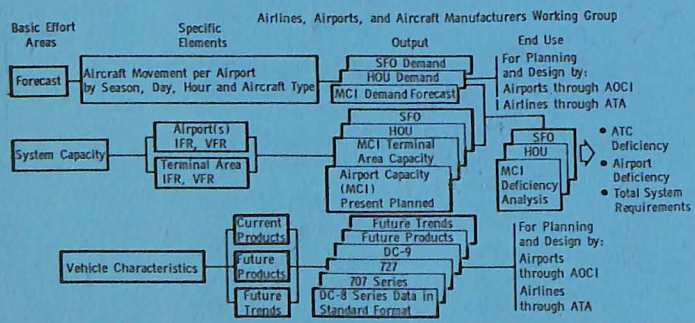 Airlines, Airports, and Aircraft Manufacturers Working Group
Basic Effort
Areas
Specific
Elements
Output
End Use
Forecast
Aircraft Movement per Airport
by Season, Day, Hour and Aircraft Type
SFO Demand
HOU Demand
MCI Demand Forecast
For Planning
and Design by:
Airports through AOCI
Airlines through ATA
System Capacity
Airport(s)
IFR, VFR
Terminal Area
IFR, VFR
SFO
HOU
MCI Terminal
Area Capacity
Airport Capacity
(MCI)
Present Planned
SFO
HOU
MCI
Deficiency
Analysis
• ATC
Deficiency
• Airport
Deficiency
• Total System
Requirements
Vehicle Characteristics
Current
Products
Future
Products
Future
Trends
Future Trends
Future Products
DC-9
727
707 Series
DC-8 Series Data in
Standard Format
For Planning
and Design by:
Airports
through AOCI
Airlines
through ATA